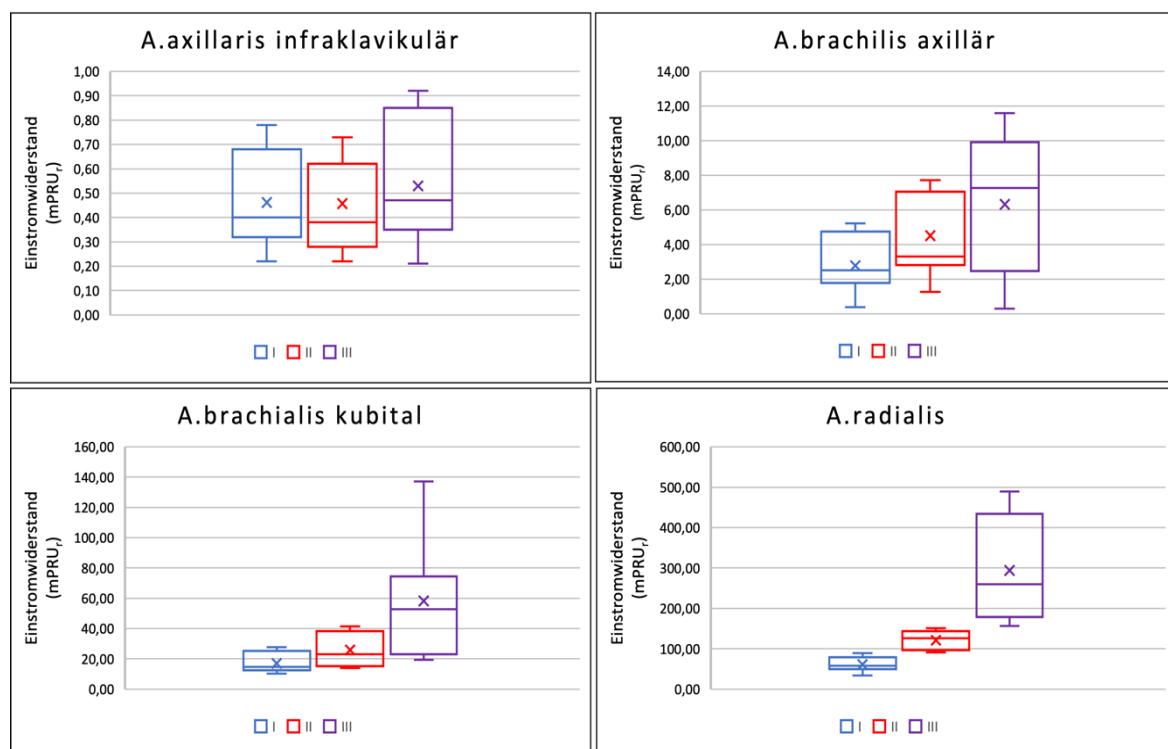 A.axillaris infraklavikulär
Einstromwiderstand
(mPRUr)
1,00
0,90
0,80
0,70
0,60
0,50
0,40
0,30
0,20
0,10
0,00
I II III
A.brachilis axillär
Einstromwiderstand
(mPRUr)
14,00
12,00
10,00
8,00
6,00
4,00
2,00
0,00
I II III
A.brachialis kubital
Einstromwiderstand
(mPRUr)
160,00
140,00
120,00
100,00
80,00
60,00
40,00
20,00
0,00
I II III
A.radialis
Einstromwiderstand
(mPRUr)
600,00
500,00
400,00
300,00
200,00
100,00
0,00
I II III